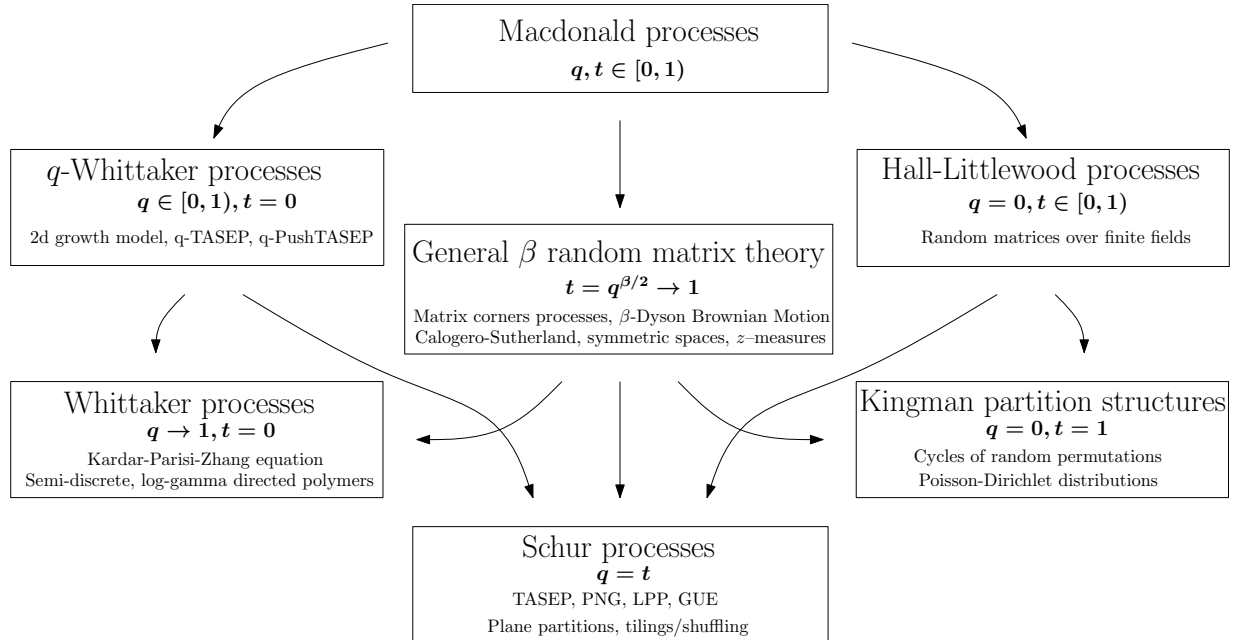 Macdonald processes
q, t ∈ [0, 1)
q-Whittaker processes
q ∈ [0, 1), t = 0
2d growth model, q-TASEP, q-PushTASEP
General β random matrix theory
t = q^{β/2} → 1
Matrix corners processes, β-Dyson Brownian Motion
Calogero-Sutherland, symmetric spaces, z–measures
Hall-Littlewood processes
q = 0, t ∈ [0, 1)
Random matrices over finite fields
Whittaker processes
q → 1, t = 0
Kardar-Parisi-Zhang equation
Semi-discrete, log-gamma directed polymers
Kingman partition structures
q = 0, t = 1
Cycles of random permutations
Poisson-Dirichlet distributions
Schur processes
q = t
TASEP, PNG, LPP, GUE
Plane partitions, tilings/shuffling